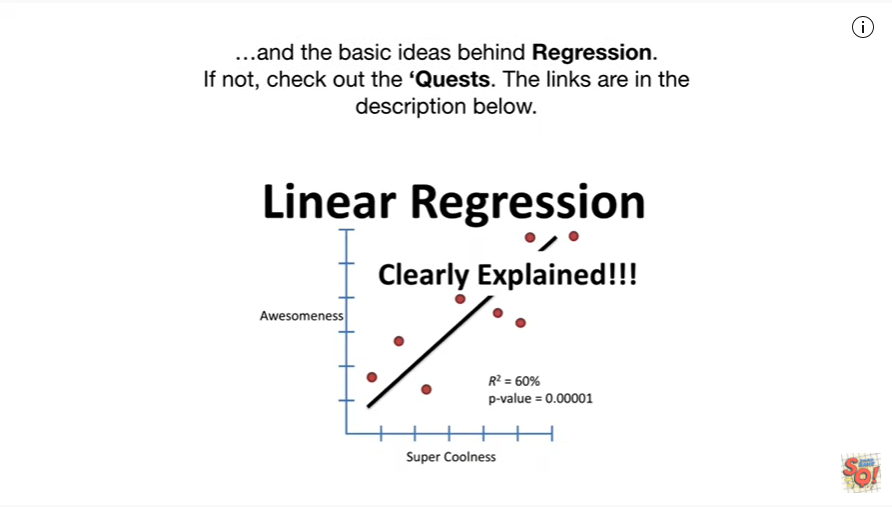 …and the basic ideas behind Regression.
If not, check out the ‘Quests. The links are in the
description below.
Linear Regression
Clearly Explained!!!
Awesomeness
R² = 60%
p-value = 0.00001
Super Coolness
SQ!